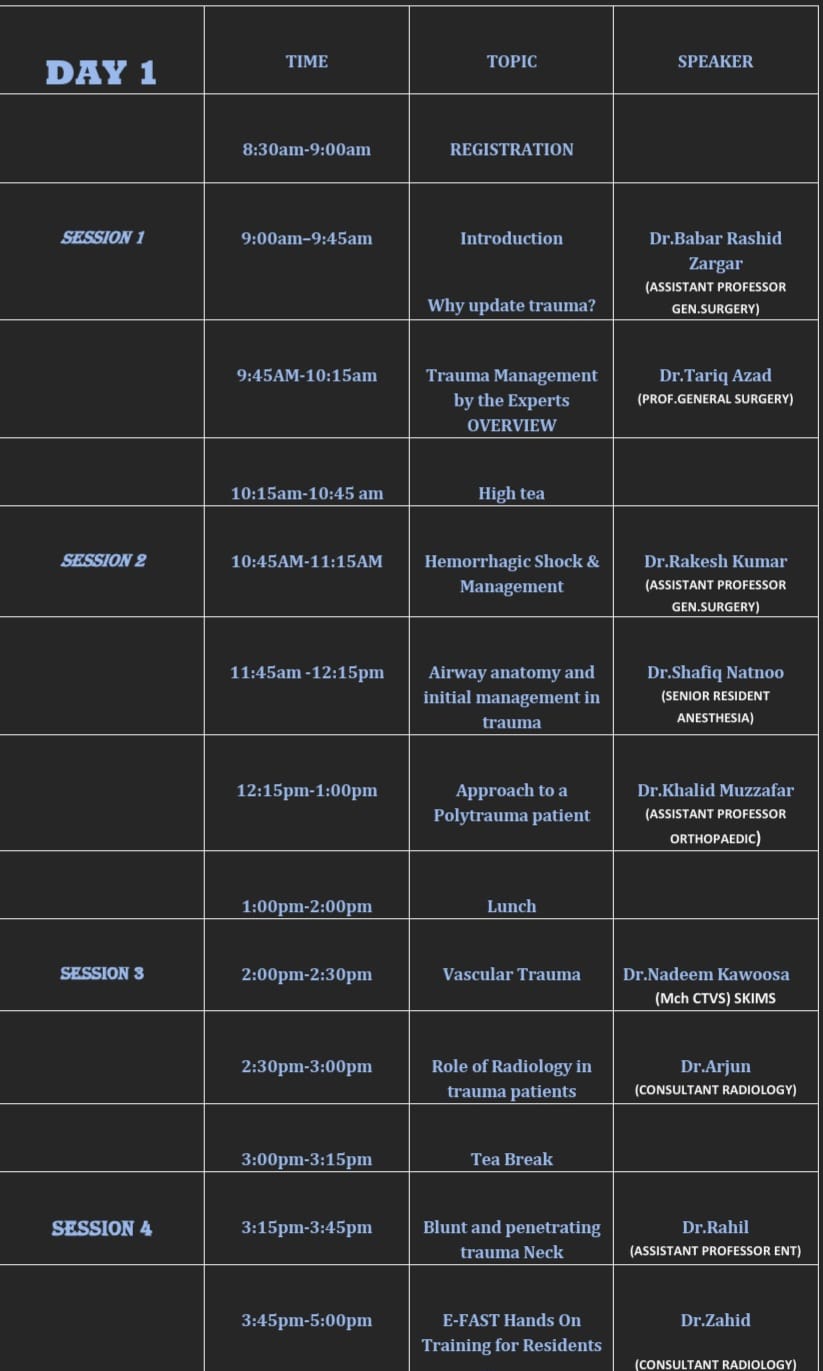 DAY 1
TIME
TOPIC
SPEAKER
8:30am-9:00am
REGISTRATION
SESSION 1
9:00am–9:45am
Introduction
Why update trauma?
Dr.Babar Rashid
Zargar
(ASSISTANT PROFESSOR
GEN.SURGERY)
9:45AM-10:15am
Trauma Management
by the Experts
OVERVIEW
Dr.Tariq Azad
(PROF.GENERAL SURGERY)
10:15am-10:45 am
High tea
SESSION 2
10:45AM-11:15AM
Hemorrhagic Shock &
Management
Dr.Rakesh Kumar
(ASSISTANT PROFESSOR
GEN.SURGERY)
11:45am -12:15pm
Airway anatomy and
initial management in
trauma
Dr.Shafiq Natnoo
(SENIOR RESIDENT
ANESTHESIA)
12:15pm-1:00pm
Approach to a
Polytrauma patient
Dr.Khalid Muzzafar
(ASSISTANT PROFESSOR
ORTHOPAEDIC)
1:00pm-2:00pm
Lunch
SESSION 3
2:00pm-2:30pm
Vascular Trauma
Dr.Nadeem Kawoosa
(Mch CTVS) SKIMS
2:30pm-3:00pm
Role of Radiology in
trauma patients
Dr.Arjun
(CONSULTANT RADIOLOGY)
3:00pm-3:15pm
Tea Break
SESSION 4
3:15pm-3:45pm
Blunt and penetrating
trauma Neck
Dr.Rahil
(ASSISTANT PROFESSOR ENT)
3:45pm-5:00pm
E-FAST Hands On
Training for Residents
Dr.Zahid
(CONSULTANT RADIOLOGY)